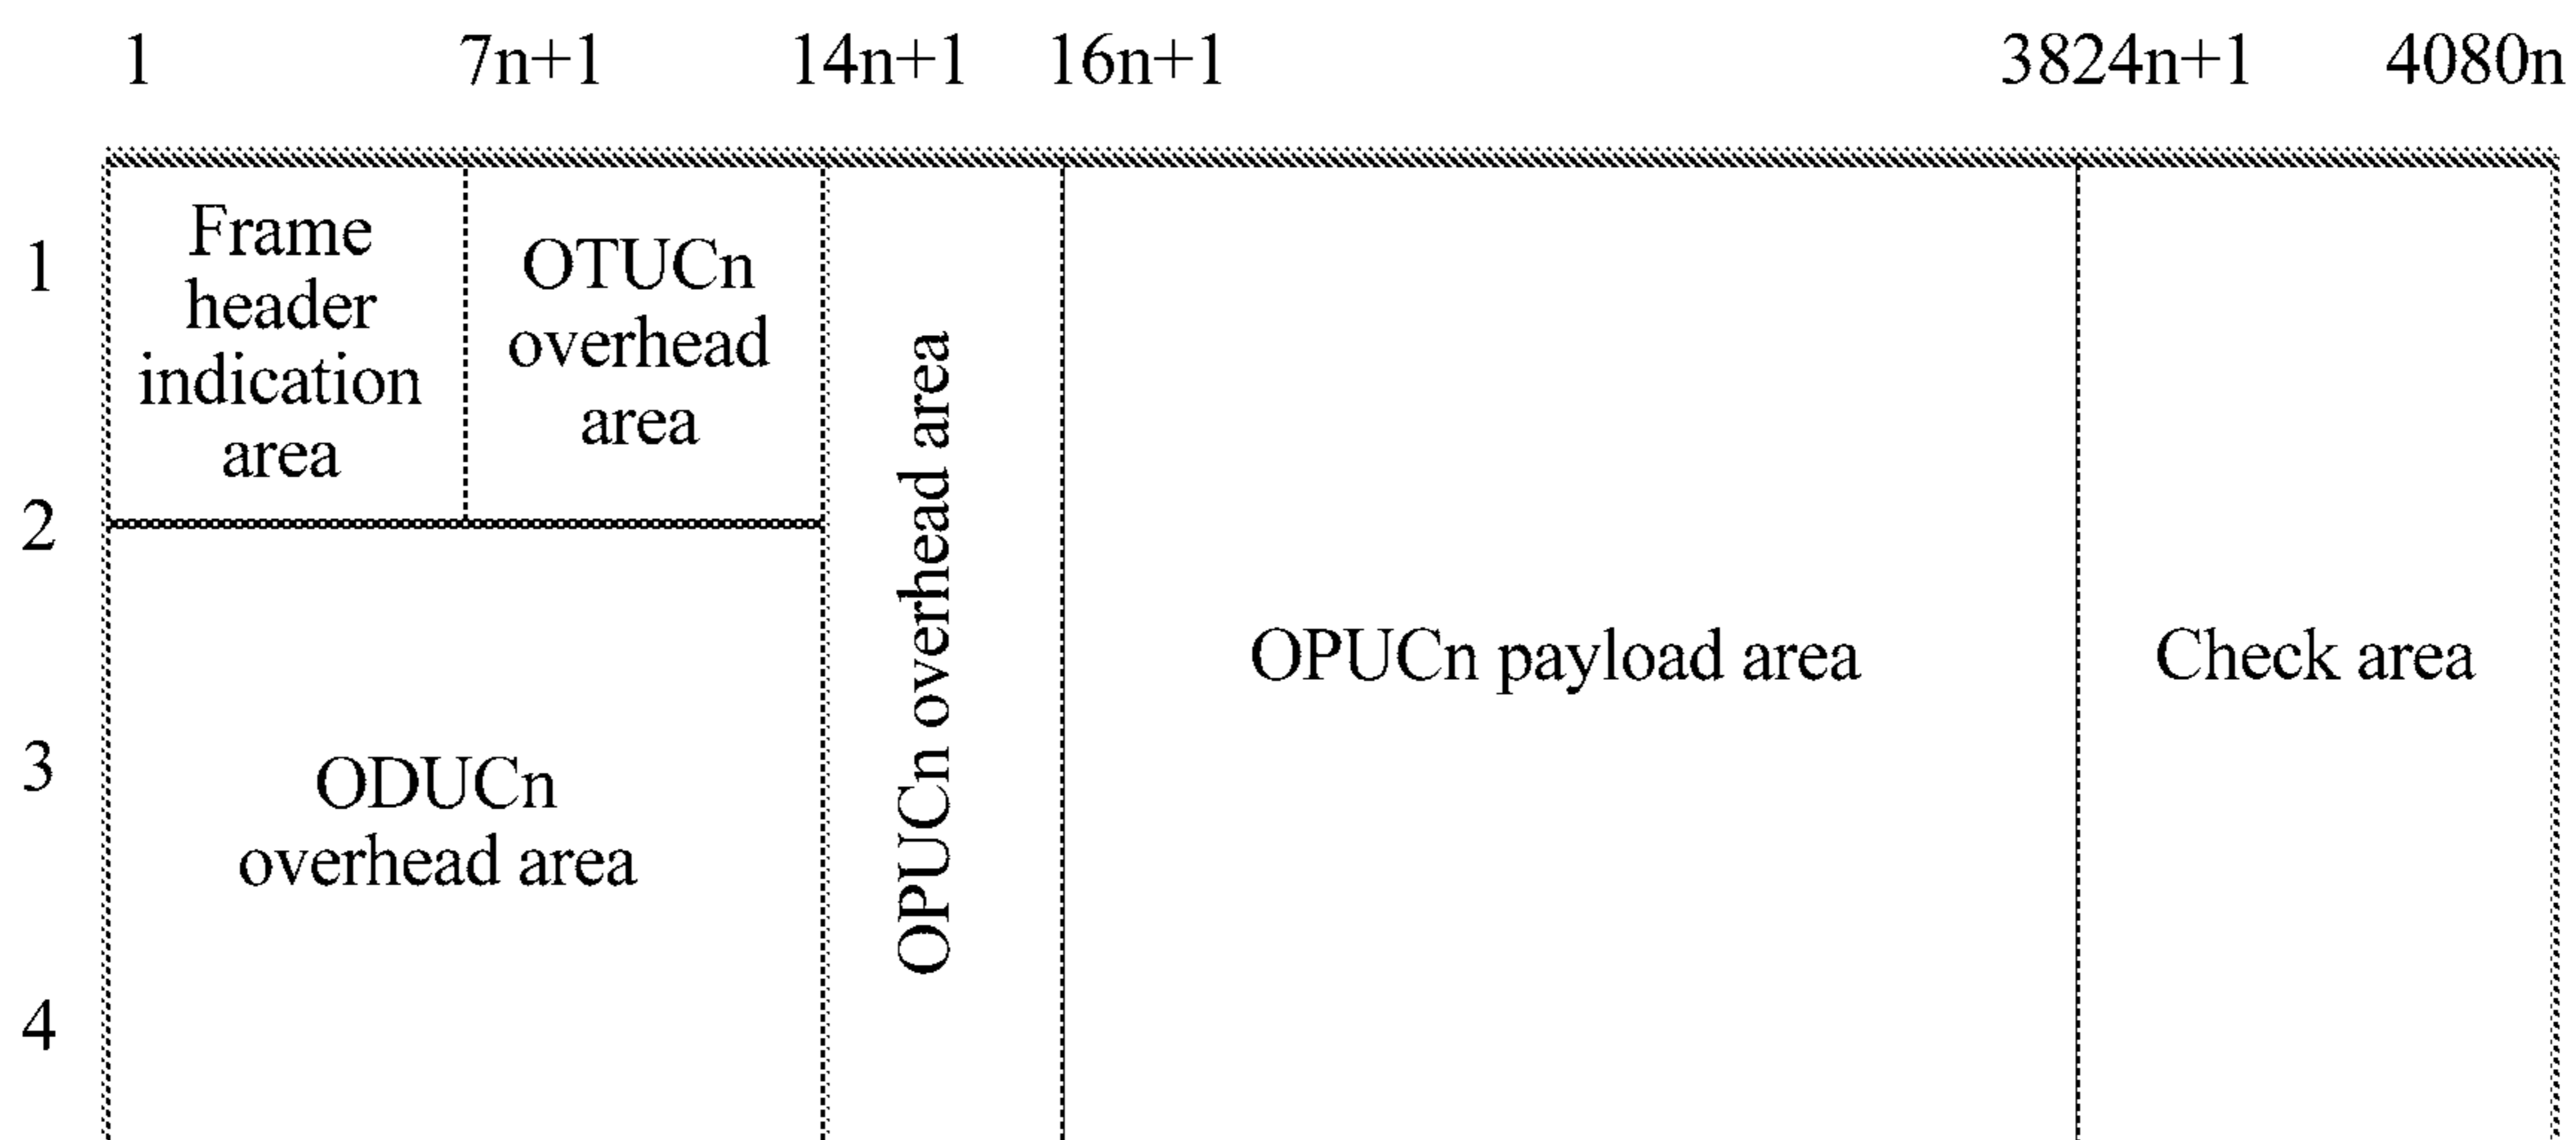 1 7n+1 14n+1 16n+1 3824n+1 4080n
1
Frame
header
indication
area
OTUCn
overhead
area
2
OPUCn overhead area
OPUCn payload area
Check area
3
ODUCn
overhead area
4